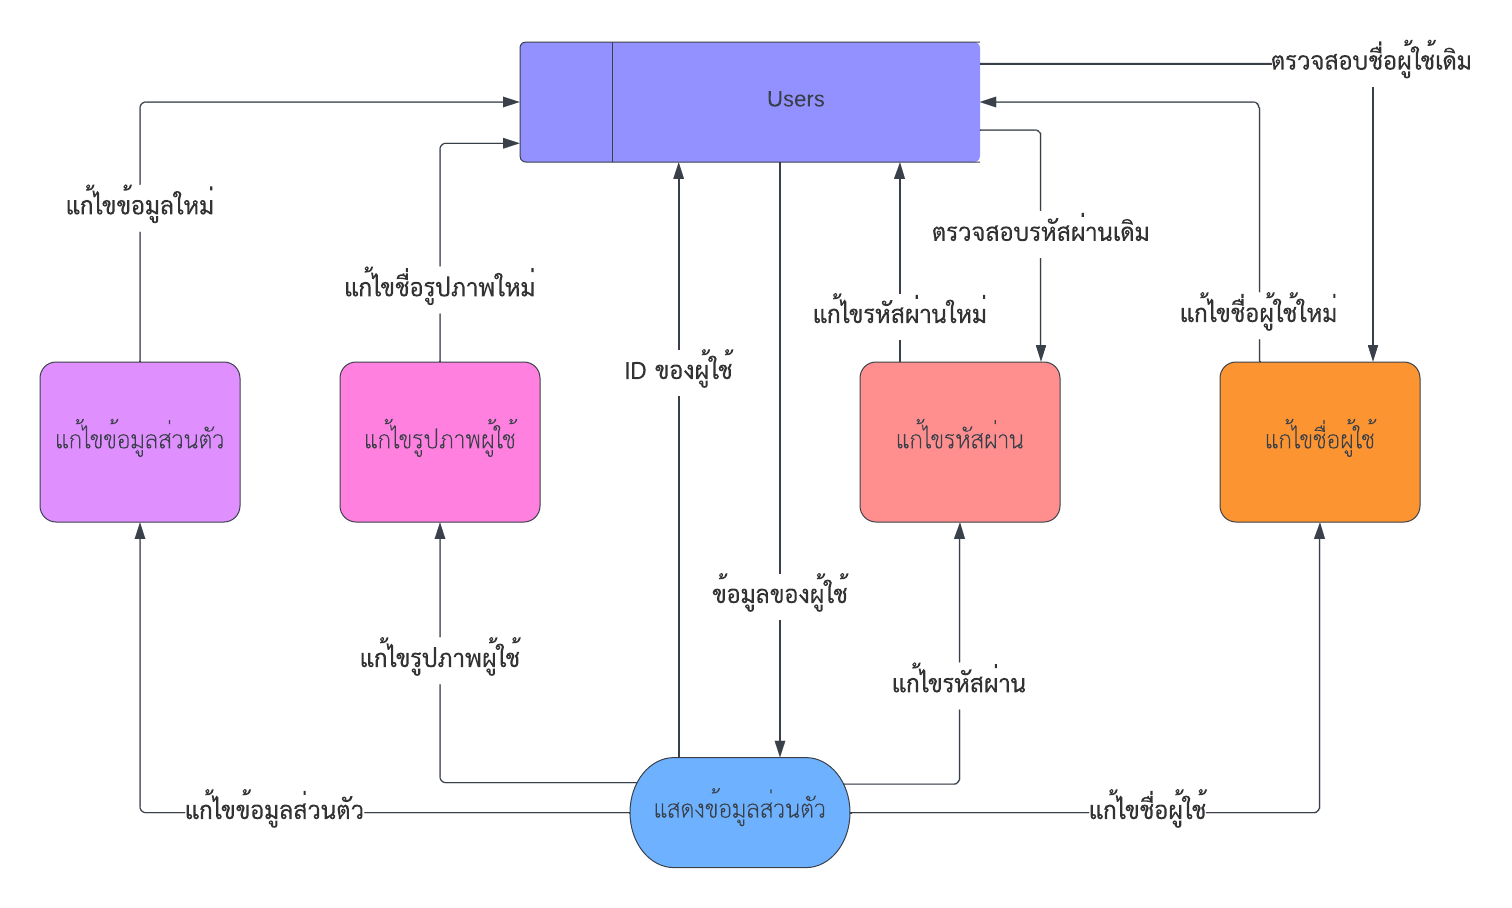 ตรวจสอบชื่อผู้ใช้เดิม
Users
แก้ไขข้อมูลใหม่
ตรวจสอบรหัสผ่านเดิม
แก้ไขชื่อรูปภาพใหม่
แก้ไขรหัสผ่านใหม่
แก้ไขชื่อผู้ใช้ใหม่
ID ของผู้ใช้
แก้ไขข้อมูลส่วนตัว
แก้ไขรูปภาพผู้ใช้
แก้ไขรหัสผ่าน
แก้ไขชื่อผู้ใช้
ข้อมูลของผู้ใช้
แก้ไขรูปภาพผู้ใช้
แก้ไขรหัสผ่าน
แก้ไขข้อมูลส่วนตัว
แสดงข้อมูลส่วนตัว
แก้ไขชื่อผู้ใช้